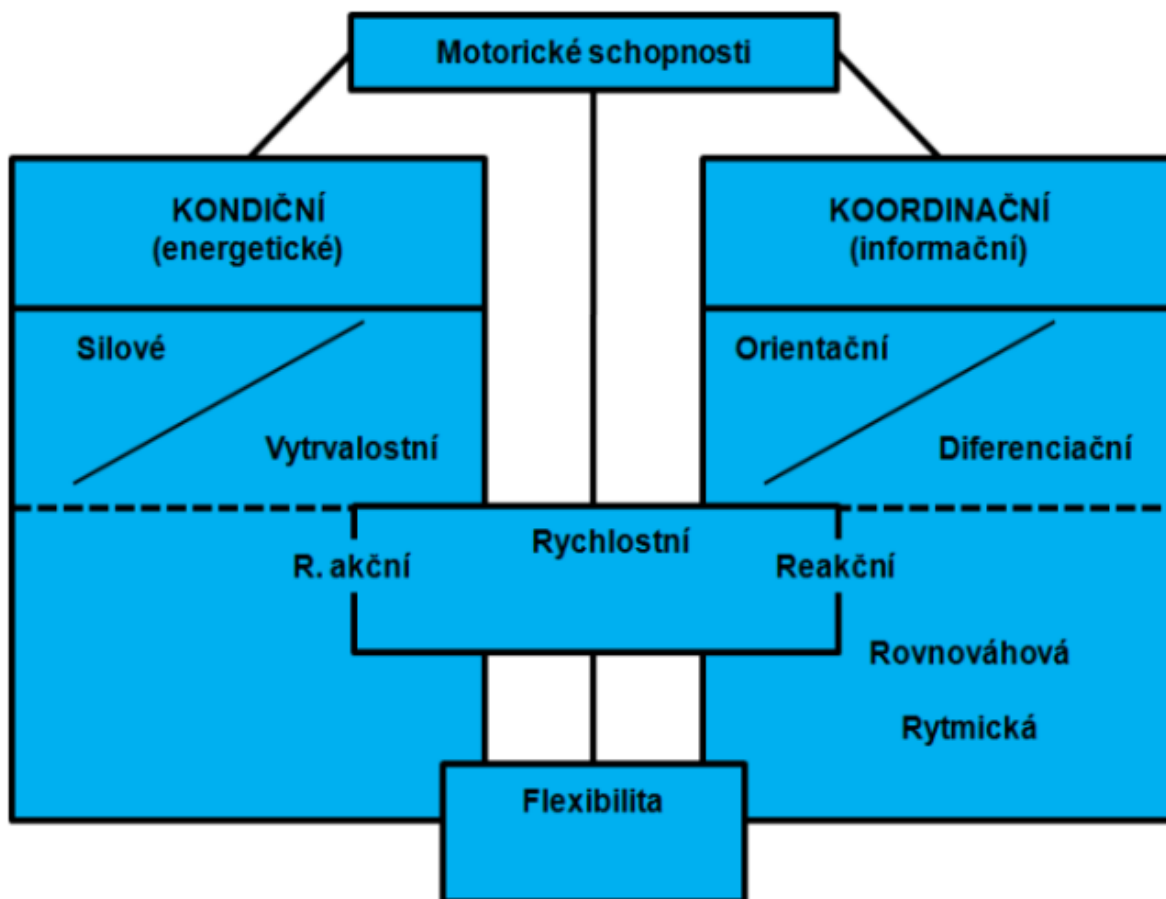 Motorické schopnosti
KONDIČNÍ
(energetické)
KOORDINAČNÍ
(informační)
Silové
Vytrvalostní
Orientační
Diferenciační
Rychlostní
R. akční
Reakční
Rovnováhová
Rytmická
Flexibilita